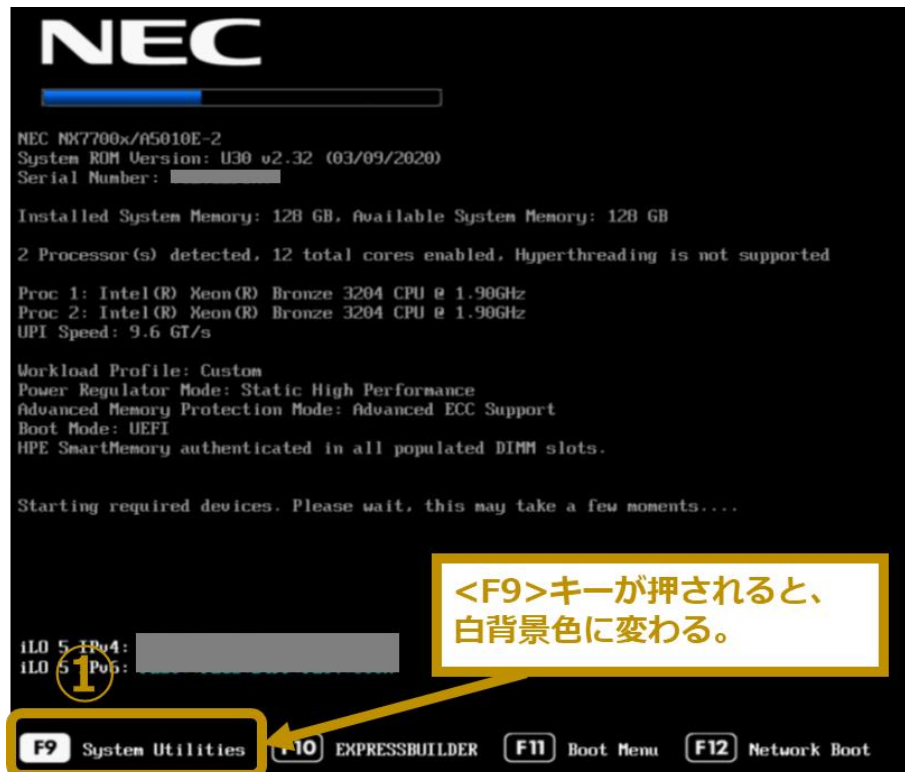 NEC
NEC NX7700x/A5010E-2
System ROM Version: U30 v2.32 (03/09/2020)
Serial Number:
Installed System Memory: 128 GB, Available System Memory: 128 GB
2 Processor(s) detected, 12 total cores enabled, Hyperthreading is not supported
Proc 1: Intel(R) Xeon(R) Bronze 3204 CPU @ 1.90GHz
Proc 2: Intel(R) Xeon(R) Bronze 3204 CPU @ 1.90GHz
UPI Speed: 9.6 GT/s
Workload Profile: Custom
Power Regulator Mode: Static High Performance
Advanced Memory Protection Mode: Advanced ECC Support
Boot Mode: UEFI
HPE SmartMemory authenticated in all populated DIMM slots.
Starting required devices. Please wait, this may take a few moments....
<F9>キーが押されると、
白背景色に変わる。
iLO 5 IPv4:
iLO 5 IPv6:
①
F9 System Utilities F10 EXPRESSBUILDER F11 Boot Menu F12 Network Boot